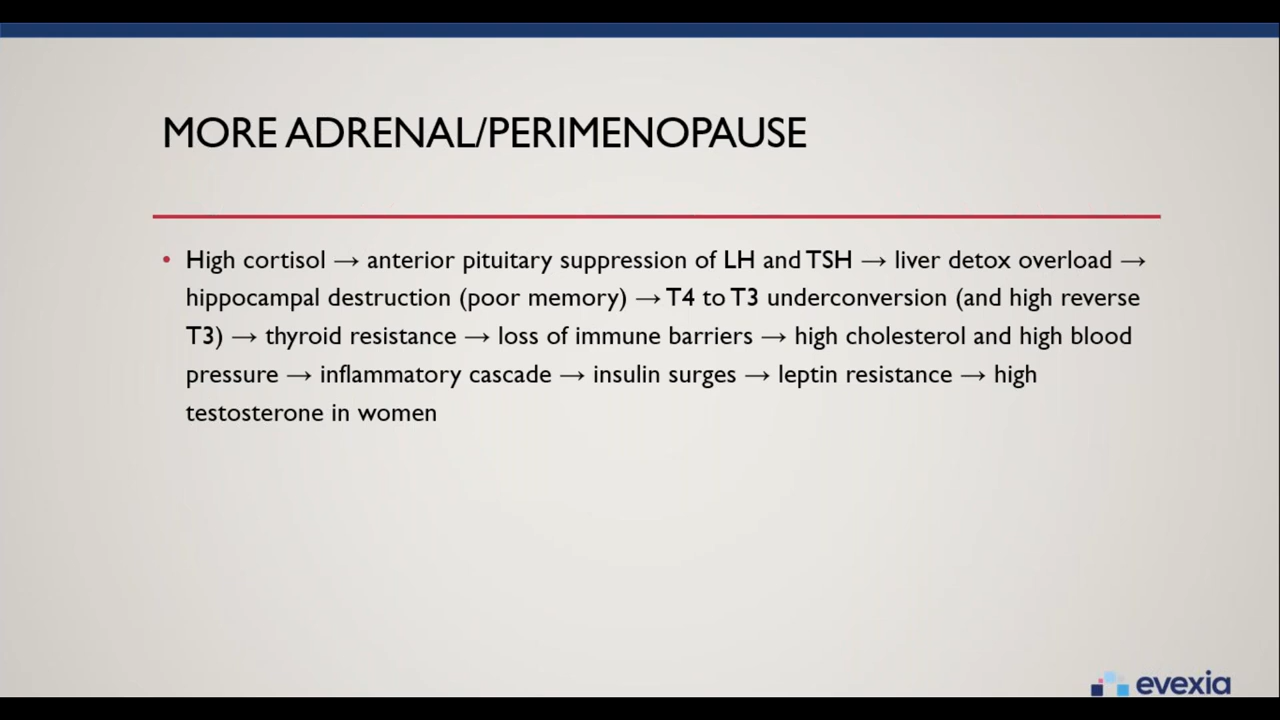 MORE ADRENAL/PERIMENOPAUSE
• High cortisol → anterior pituitary suppression of LH and TSH → liver detox overload →
hippocampal destruction (poor memory) → T4 to T3 underconversion (and high reverse
T3) → thyroid resistance → loss of immune barriers → high cholesterol and high blood
pressure → inflammatory cascade → insulin surges → leptin resistance → high
testosterone in women
evexia